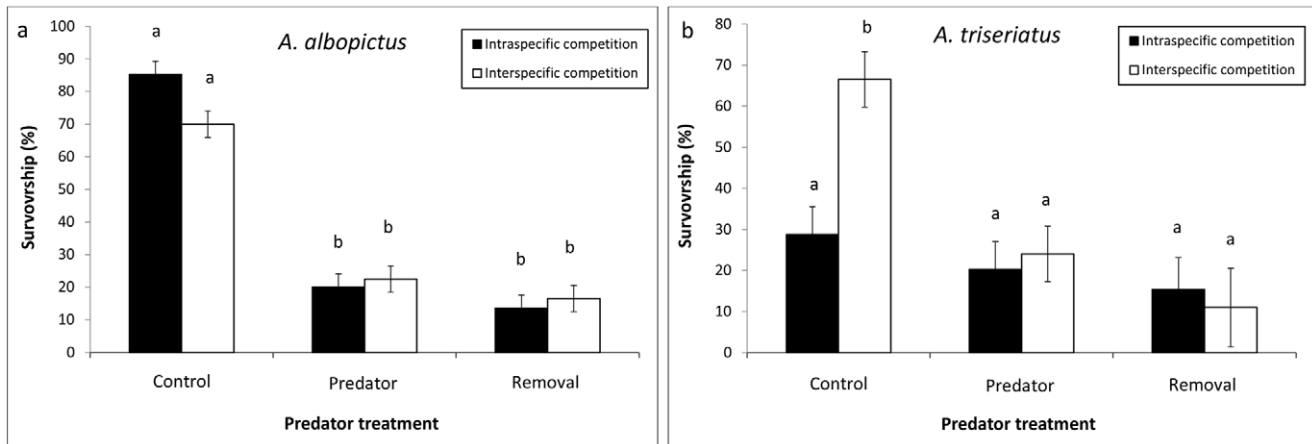 a
A. albopictus
Intraspecific competition
Interspecific competition
Survovrship (%)
100
90
80
70
60
50
40
30
20
10
0
a
a
b
b
b
b
Control
Predator
Removal
Predator treatment
b
A. triseriatus
Intraspecific competition
Interspecific competition
Survovrship (%)
80
70
60
50
40
30
20
10
0
a
b
a
a
a
a
Control
Predator
Removal
Predator treatment